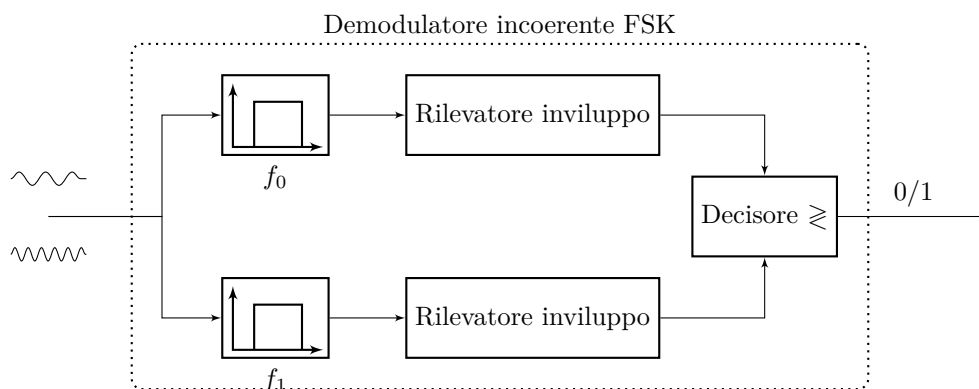 Demodulatore incoerente FSK
Rilevatore inviluppo
f₀
Decisore ≷
0/1
Rilevatore inviluppo
f₁